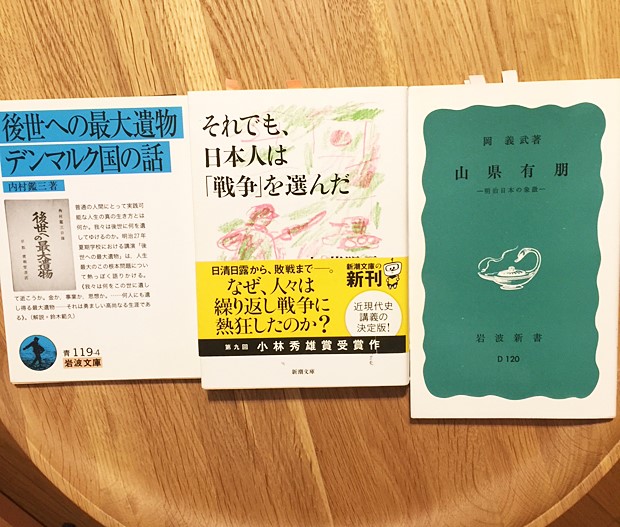 後世への最大遺物
デンマルク国の話
内村鑑三著
普通の人間にとって実践可
能な人生の真の生き方とは
何か。我々は後世に何を遺
してゆけるのか。明治27年
夏期学校における講演「後
世への最大遺物」は、人生
最大のこの根本問題につい
て熱っぽく語りかける。
《我々は何をこの世に遺し
て逝こうか。金か、事業か、思想か。――何人にも遺
し得る最大遺物――それは勇ましい高尚なる生涯であ
る。》(解説・鈴木範久)
後世への最大遺物
青 119-4
岩波文庫
それでも、
日本人は
「戦争」を選んだ
日清日露から、敗戦まで――。
なぜ、人々は
繰り返し戦争に
熱狂したのか?
新潮文庫の
新刊
近現代史
講義の
決定版!
第九回 小林秀雄賞受賞作
新潮文庫
岡 義武著
山県有朋
―明治日本の象徴―
岩波新書
D 120